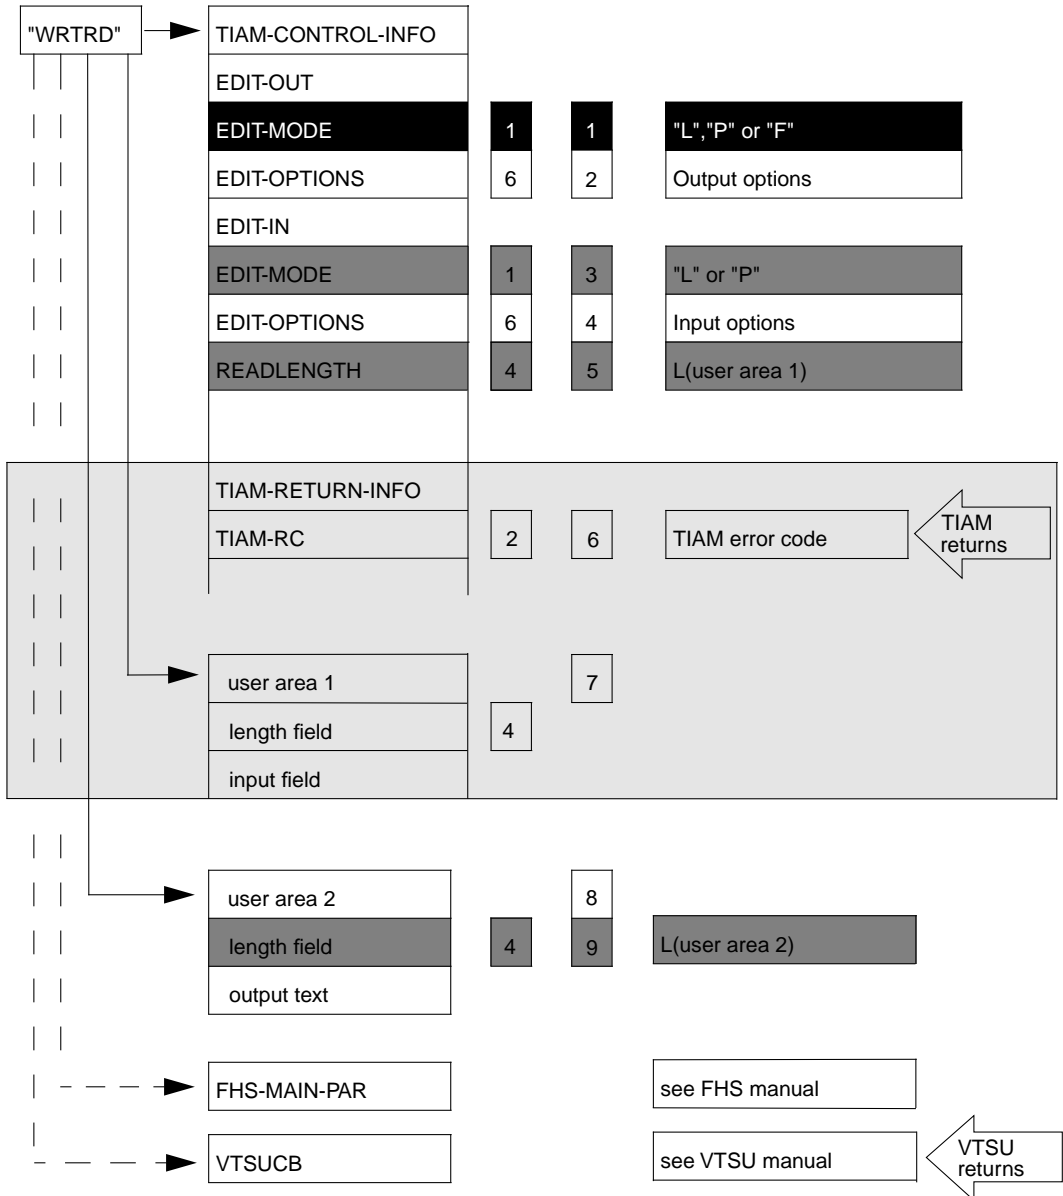 "WRTRD" TIAM-CONTROL-INFO
EDIT-OUT
EDIT-MODE 1 1 "L","P" or "F"
EDIT-OPTIONS 6 2 Output options
EDIT-IN
EDIT-MODE 1 3 "L" or "P"
EDIT-OPTIONS 6 4 Input options
READLENGTH 4 5 L(user area 1)
TIAM-RETURN-INFO
TIAM-RC 2 6 TIAM error code TIAM
returns
user area 1 7
length field 4
input field
user area 2 8
length field 4 9 L(user area 2)
output text
FHS-MAIN-PAR see FHS manual
VTSUCB see VTSU manual VTSU
returns